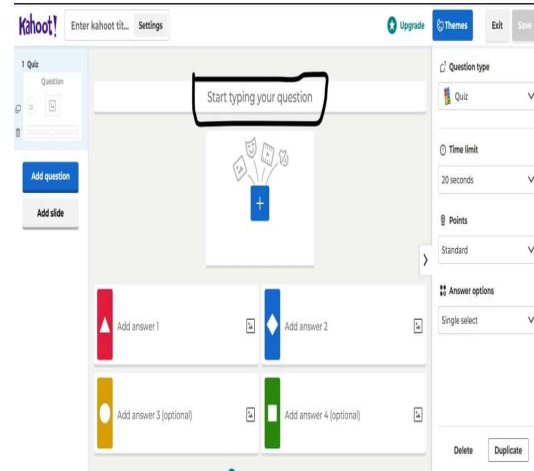 Kahoot!
Enter kahoot tit...
Settings
Upgrade
Themes
Exit
Save
1 Quiz
Question
Add question
Add slide
Start typing your question
Add answer 1
Add answer 2
Add answer 3 (optional)
Add answer 4 (optional)
Question type
Quiz
Time limit
20 seconds
Points
Standard
Answer options
Single select
Delete
Duplicate